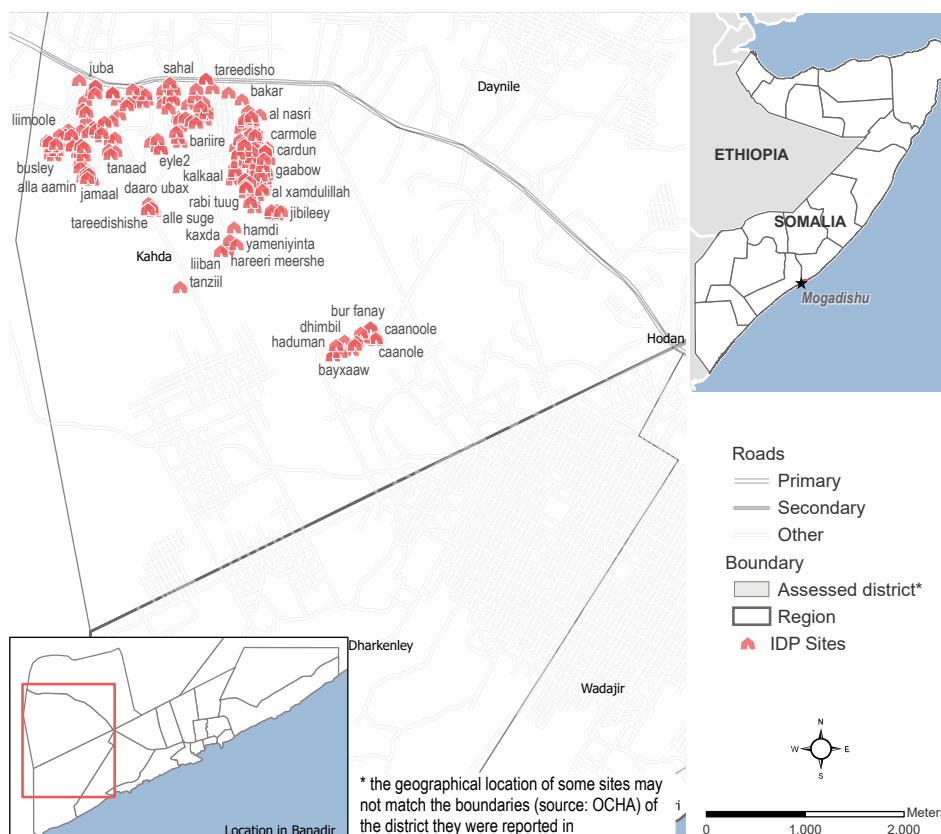 juba
sahal
tareedisho
Daynile
bakar
liimoole
al nasri
bariire
carmole
busley
tanaad
eyle2
cardun
alla aamin
kalkaal
gaabow
jamaal
daaro ubax
al xamdulillah
rabi tuug
tareedishishe
alle suge
jibileey
kaxda
hamdi
yameniyinta
Kahda
liiban
hareeri meershe
tanziil
bur fanay
dhimbil
caanoole
haduman
caanole
bayxaaw
Hodan
Dharkenley
Wadajir
Location in Banadir
* the geographical location of some sites may
not match the boundaries (source: OCHA) of
the district they were reported in
ETHIOPIA
SOMALIA
Mogadishu
Roads
Primary
Secondary
Other
Boundary
Assessed district*
Region
IDP Sites
N
W
E
S
Meters
0
1,000
2,000